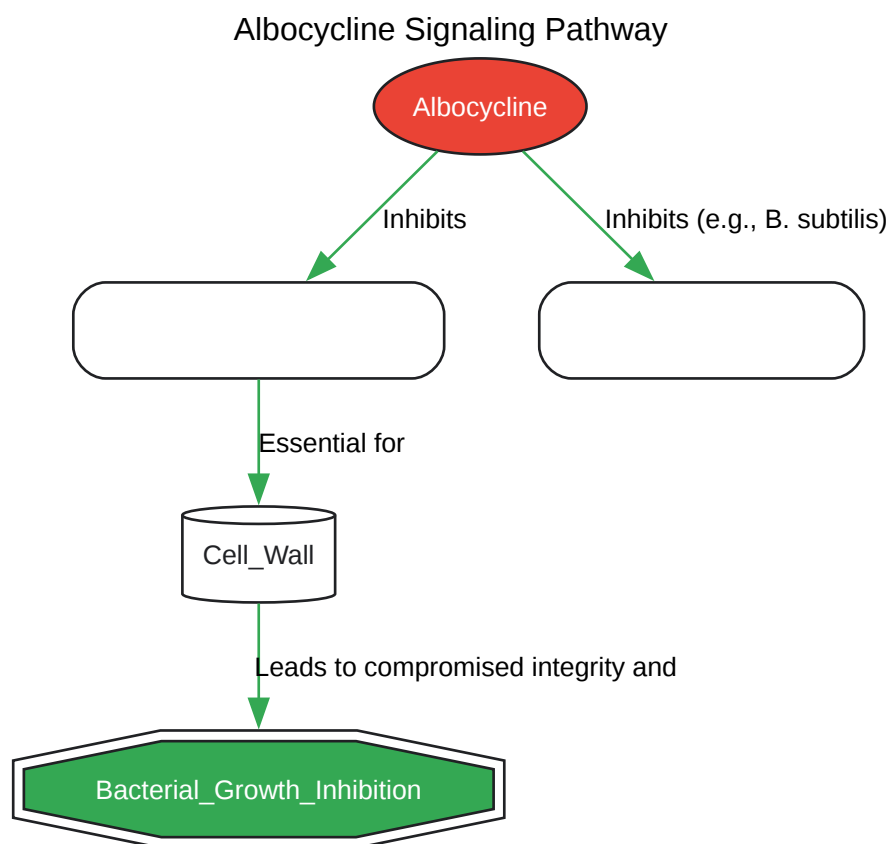 Albocycline Signaling Pathway
Albocycline
Inhibits
Inhibits (e.g., B. subtilis)
Essential for
Cell_Wall
Leads to compromised integrity and
Bacterial_Growth_Inhibition